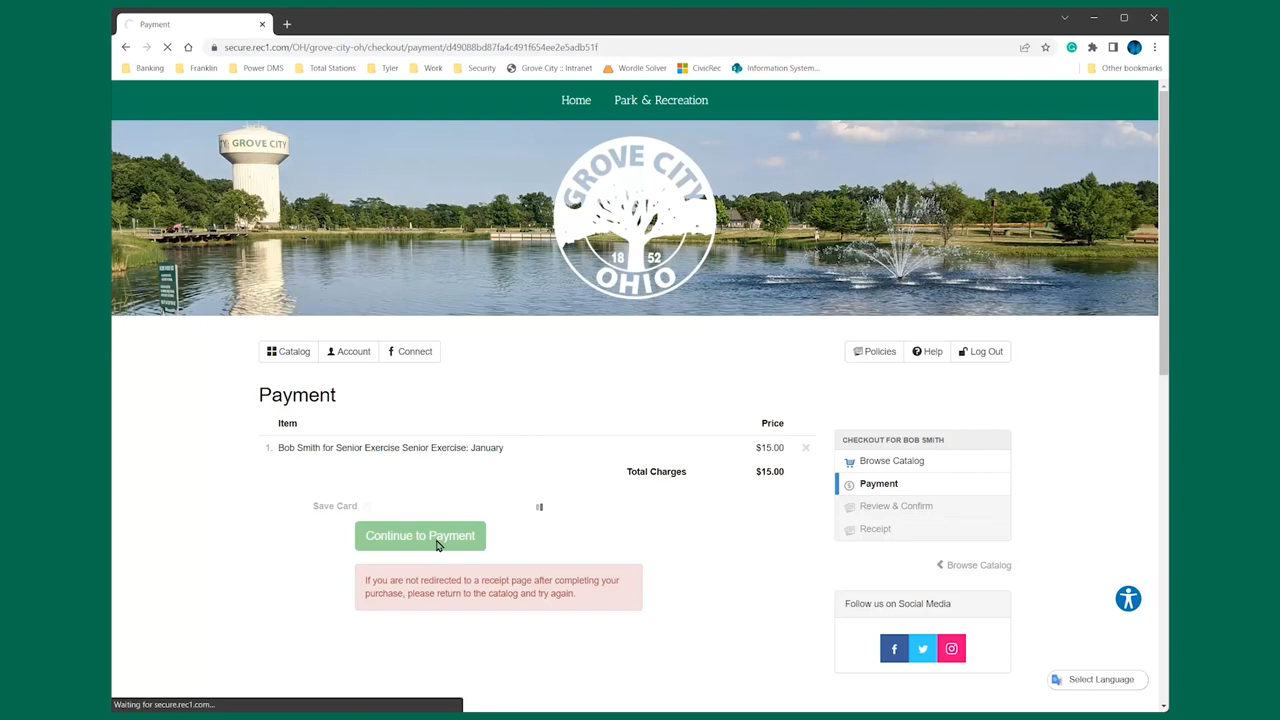 Payment
secure.rec1.com/OH/grove-city-oh/checkout/payment/d49088bd87fa4c491f654ee2e5adb51f
Banking Franklin Power DMS Total Stations Tyler Work Security Grove City :: Intranet Wordle Solver CivicRec Information System... Other bookmarks
Home Park & Recreation
GROVE CITY
GROVE CITY
18 52
OHIO
Catalog Account Connect Policies Help Log Out
Payment
Item Price
1. Bob Smith for Senior Exercise Senior Exercise: January $15.00
Total Charges $15.00
Save Card
Continue to Payment
If you are not redirected to a receipt page after completing your
purchase, please return to the catalog and try again.
CHECKOUT FOR BOB SMITH
Browse Catalog
Payment
Review & Confirm
Receipt
Browse Catalog
Follow us on Social Media
Select Language
Waiting for secure.rec1.com...